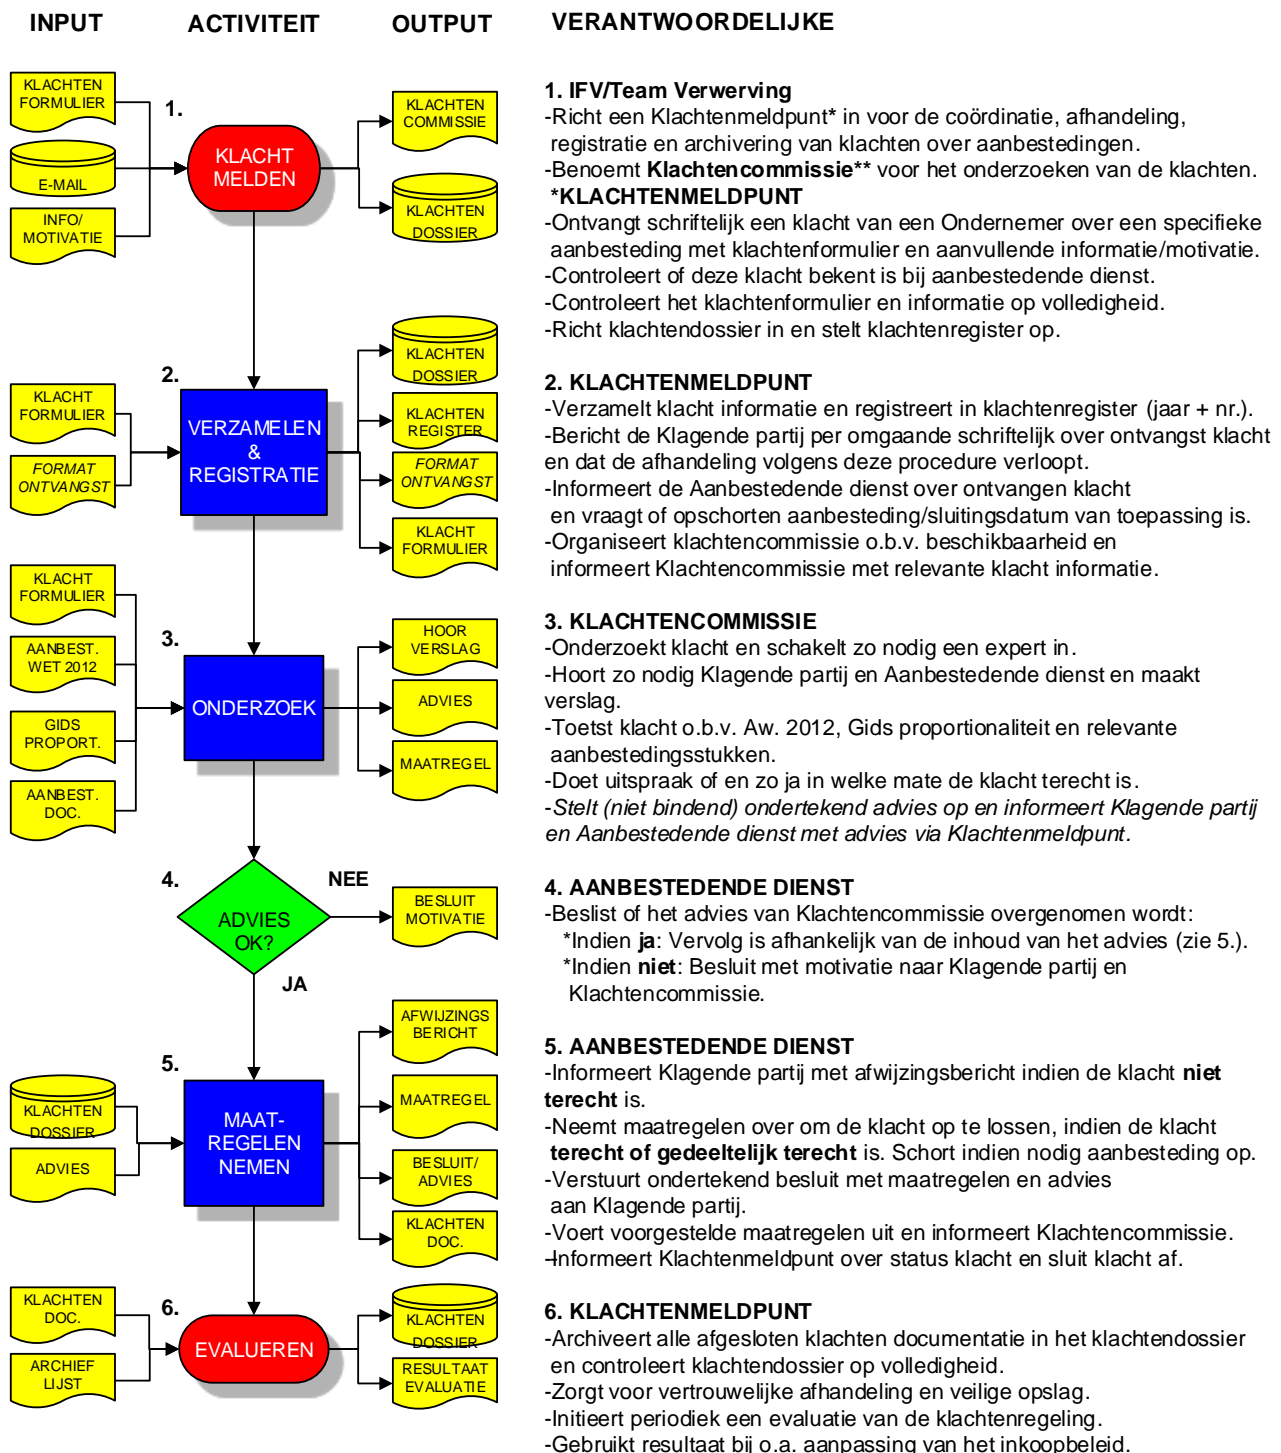 INPUT ACTIVITEIT OUTPUT VERANTWOORDELIJKE
KLACHTEN
FORMULIER
E-MAIL
INFO/
MOTIVATIE
1.
KLACHT
MELDEN
KLACHTEN
COMMISSIE
KLACHTEN
DOSSIER
1. IFV/Team Verwerving
-Richt een Klachtenmeldpunt* in voor de coördinatie, afhandeling,
registratie en archivering van klachten over aanbestedingen.
-Benoemt Klachtencommissie** voor het onderzoeken van de klachten.
*KLACHTENMELDPUNT
-Ontvangt schriftelijk een klacht van een Ondernemer over een specifieke
aanbesteding met klachtenformulier en aanvullende informatie/motivatie.
-Controleert of deze klacht bekent is bij aanbestedende dienst.
-Controleert het klachtenformulier en informatie op volledigheid.
-Richt klachtendossier in en stelt klachtenregister op.
KLACHT
FORMULIER
FORMAT
ONTVANGST
2.
VERZAMELEN
&
REGISTRATIE
KLACHTEN
DOSSIER
KLACHTEN
REGISTER
FORMAT
ONTVANGST
KLACHT
FORMULIER
2. KLACHTENMELDPUNT
-Verzamelt klacht informatie en registreert in klachtenregister (jaar + nr.).
-Bericht de Klagende partij per omgaande schriftelijk over ontvangst klacht
en dat de afhandeling volgens deze procedure verloopt.
-Informeert de Aanbestedende dienst over ontvangen klacht
en vraagt of opschorten aanbesteding/sluitingsdatum van toepassing is.
-Organiseert klachtencommissie o.b.v. beschikbaarheid en
informeert Klachtencommissie met relevante klacht informatie.
KLACHT
FORMULIER
AANBEST.
WET 2012
GIDS
PROPORT.
AANBEST.
DOC.
3.
ONDERZOEK
HOOR
VERSLAG
ADVIES
MAATREGEL
3. KLACHTENCOMMISSIE
-Onderzoekt klacht en schakelt zo nodig een expert in.
-Hoort zo nodig Klagende partij en Aanbestedende dienst en maakt
verslag.
-Toetst klacht o.b.v. Aw. 2012, Gids proportionaliteit en relevante
aanbestedingsstukken.
-Doet uitspraak of en zo ja in welke mate de klacht terecht is.
-Stelt (niet bindend) ondertekend advies op en informeert Klagende partij
en Aanbestedende dienst met advies via Klachtenmeldpunt.
4.
ADVIES
OK?
NEE
JA
BESLUIT
MOTIVATIE
4. AANBESTEDENDE DIENST
-Beslist of het advies van Klachtencommissie overgenomen wordt:
*Indien ja: Vervolg is afhankelijk van de inhoud van het advies (zie 5.).
*Indien niet: Besluit met motivatie naar Klagende partij en
Klachtencommissie.
KLACHTEN
DOSSIER
ADVIES
5.
MAAT-
REGELEN
NEMEN
AFWIJZINGS
BERICHT
MAATREGEL
BESLUIT/
ADVIES
KLACHTEN
DOC.
5. AANBESTEDENDE DIENST
-Informeert Klagende partij met afwijzingsbericht indien de klacht niet
terecht is.
-Neemt maatregelen over om de klacht op te lossen, indien de klacht
terecht of gedeeltelijk terecht is. Schort indien nodig aanbesteding op.
-Verstuurt ondertekend besluit met maatregelen en advies
aan Klagende partij.
-Voert voorgestelde maatregelen uit en informeert Klachtencommissie.
-Informeert Klachtenmeldpunt over status klacht en sluit klacht af.
KLACHTEN
DOC.
ARCHIEF
LIJST
6.
EVALUEREN
KLACHTEN
DOSSIER
RESULTAAT
EVALUATIE
6. KLACHTENMELDPUNT
-Archiveert alle afgesloten klachten documentatie in het klachtendossier
en controleert klachtendossier op volledigheid.
-Zorgt voor vertrouwelijke afhandeling en veilige opslag.
-Initieert periodiek een evaluatie van de klachtenregeling.
-Gebruikt resultaat bij o.a. aanpassing van het inkoopbeleid.